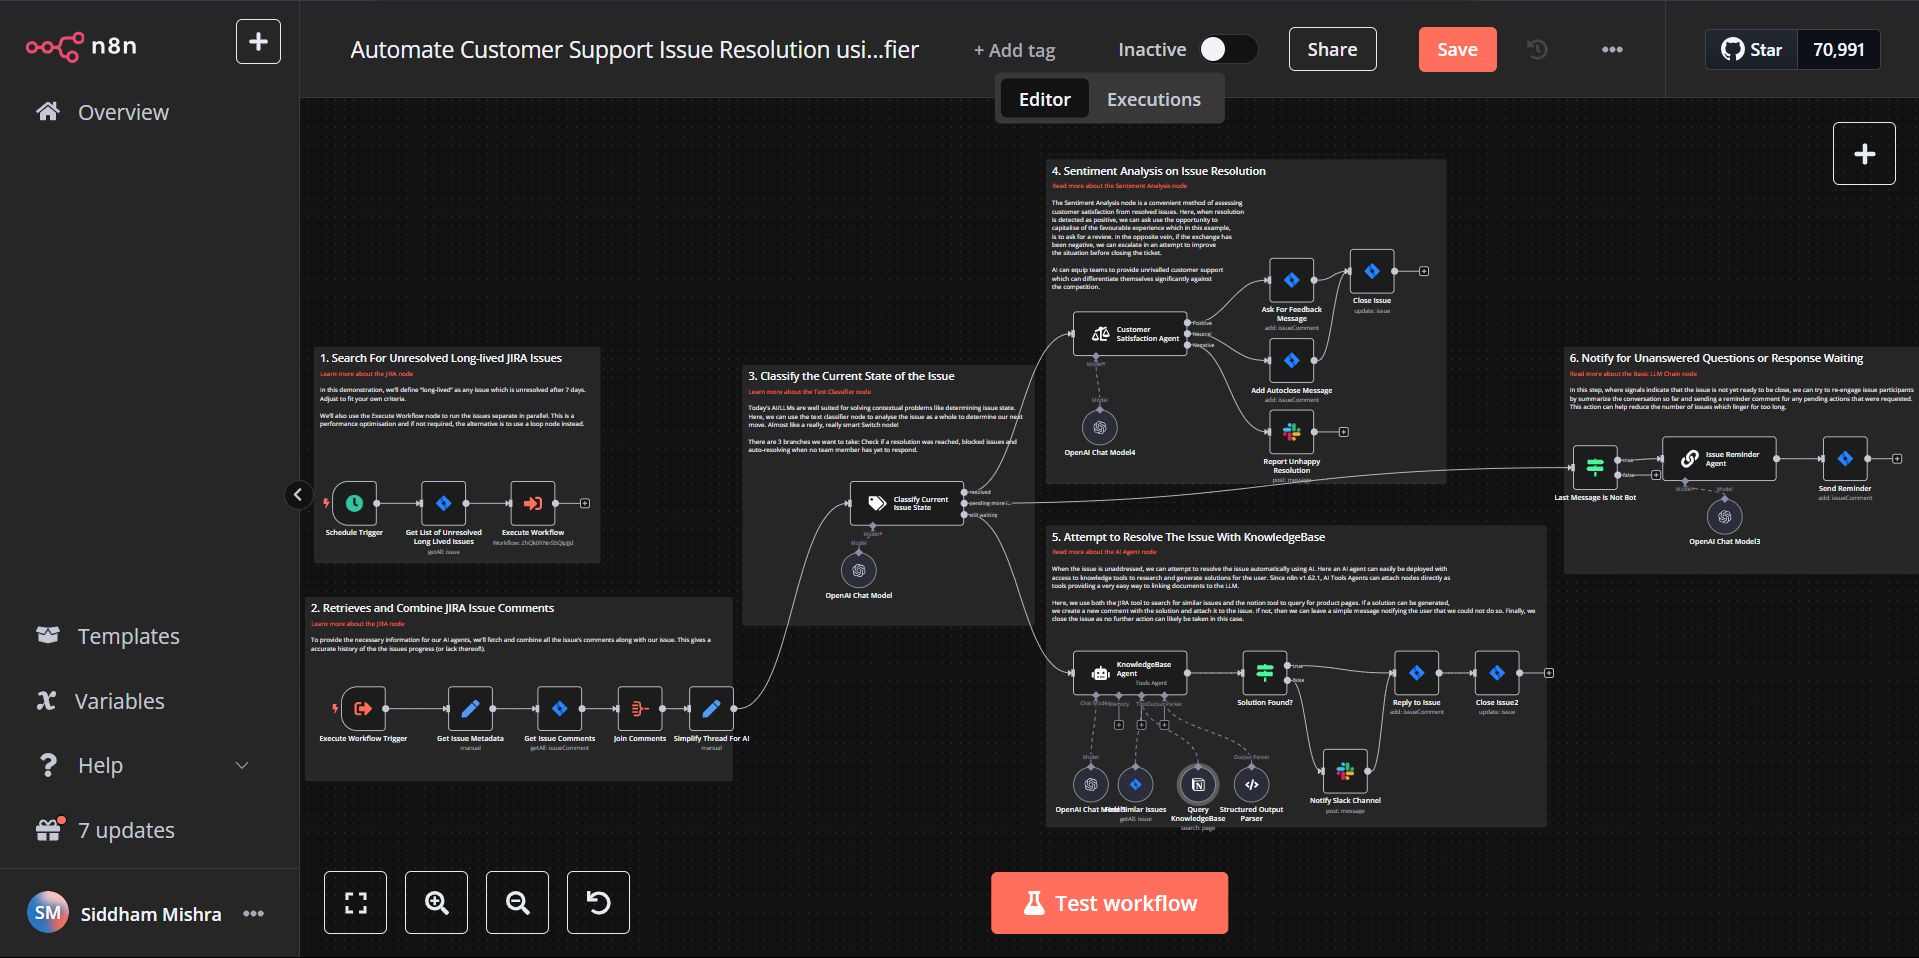 n8n
Automate Customer Support Issue Resolution usi...fier
+ Add tag
Inactive
Share
Save
Star
70,991
Editor
Executions
Overview
Templates
Variables
Help
7 updates
SM
Siddham Mishra
1. Search For Unresolved Long-lived JIRA Issues
Learn more about the JIRA node
In this demonstration, we'll define "long-lived" as any issue which is unresolved after 7 days.
Adjust to fit your own criteria.
We'll also use the Execute Workflow node to run the issues separate in parallel. This is a
performance optimisation and if not required, the alternative is to use a loop node instead.
Schedule Trigger
Get List of Unresolved
Long Lived Issues
getAll: issue
Execute Workflow
2. Retrieves and Combine JIRA Issue Comments
Learn more about the JIRA node
To provide the necessary information for our AI agents, we'll fetch and combine all the issue's comments along with our issue. This gives a
accurate history of the the issues progress (or lack thereof!).
Execute Workflow Trigger
Get Issue Metadata
manual
Get Issue Comments
getAll: issueComment
Join Comments
Simplify Thread For AI
manual
3. Classify the Current State of the Issue
Learn more about the Text Classifier node
Today's AI/LLMs are well suited for solving contextual problems like determining issue state.
Here, we can use the text classifier node to analyse the issue as a whole to determine our next
move. Almost like a really, really smart Switch node!
There are 3 branches we want to take: Check if a resolution was reached, blocked issues and
auto-resolving when no team member has yet to respond.
Classify Current
Issue State
resolved
pending more i...
still waiting
Model*
Model
OpenAI Chat Model
4. Sentiment Analysis on Issue Resolution
Read more about the Sentiment Analysis node
The Sentiment Analysis node is a convenient method of assessing
customer satisfaction from resolved issues. Here, when resolution
is detected as positive, we can ask use the opportunity to
capitalise of the favourable experience which in this example,
is to ask for a review. In the opposite vein, if the exchange has
been negative, we can escalate in an attempt to improve
the situation before closing the ticket.
AI can equip teams to provide unrivalled customer support
which can differentiate themselves significantly against
the competition.
Customer
Satisfaction Agent
Positive
Neutral
Negative
Model*
Model
OpenAI Chat Model4
Ask For Feedback
Message
add: issueComment
Close Issue
update: issue
Add Autoclose Message
add: issueComment
Report Unhappy
Resolution
post: message
5. Attempt to Resolve The Issue With KnowledgeBase
Read more about the AI Agent node
When the issue is unaddressed, we can attempt to resolve the issue automatically using AI. Here an AI agent can easily be deployed with
access to knowledge tools to research and generate solutions for the user. Since n8n v1.62.1, AI Tools Agents can attach nodes directly as
tools providing a very easy way to linking documents to the LLM.
Here, we use both the JIRA tool to search for similar issues and the notion tool to query for product pages. If a solution can be generated,
we create a new comment with the solution and attach it to the issue. If not, then we can leave a simple message notifying the user that we could not do so. Finally, we
close the issue as no further action can likely be taken in this case.
KnowledgeBase
Agent
Tools Agent
Chat Model
Memory
Tool
Output Parser
Model
OpenAI Chat
Similar Issues
getAll: issue
Query
KnowledgeBase
search: page
Output Parser
Structured Output
Parser
Solution Found?
true
false
Reply to Issue
add: issueComment
Close Issue2
update: issue
Notify Slack Channel
post: message
6. Notify for Unanswered Questions or Response Waiting
Read more about the Basic LLM Chain node
In this step, where signals indicate that the issue is not yet ready to be close, we can try to re-engage issue participants
by summarize the conversation so far and sending a reminder comment for any pending actions that were requested.
This action can help reduce the number of issues which linger for too long.
Last Message Is Not Bot
true
false
Issue Reminder
Agent
Model*
Model
OpenAI Chat Model3
Send Reminder
add: issueComment
Test workflow